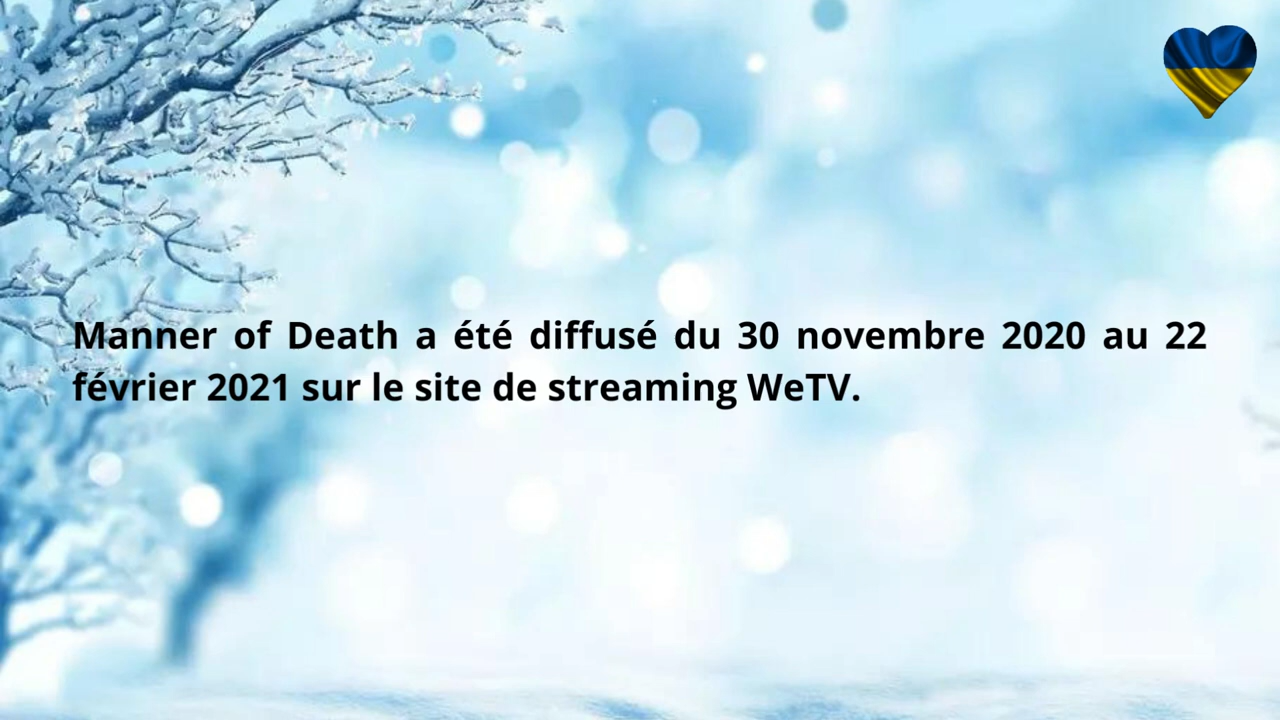 Manner of Death a été diffusé du 30 novembre 2020 au 22
février 2021 sur le site de streaming WeTV.